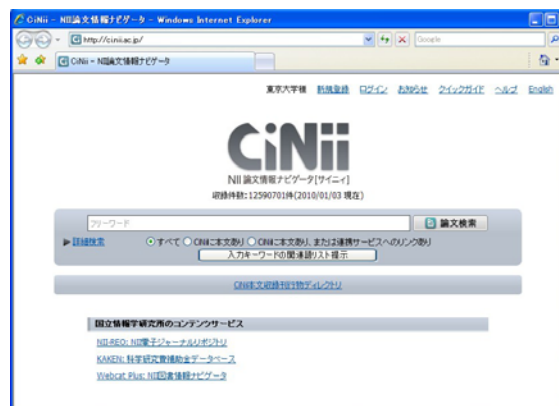 CiNii - NII論文情報ナビゲータ - Windows Internet Explorer
http://ci.nii.ac.jp/
Google
CiNii - NII論文情報ナビゲータ
東京大学様 新規登録 ログイン お知らせ クイックガイド ヘルプ English
CiNii
NII 論文情報ナビゲータ[サイニィ]
収録件数:12590701件(2010/01/03 現在)
フリーワード 論文検索
詳細検索 すべて CiNiiに本文あり CiNiiに本文あり、または連携サービスへのリンクあり
入力キーワードの関連語リスト提示
CiNii本文収録刊行物ディレクトリ
国立情報学研究所のコンテンツサービス
NII-REO: NII電子ジャーナルリポジトリ
KAKEN: 科学研究費補助金データベース
Webcat Plus: NII図書情報ナビゲータ